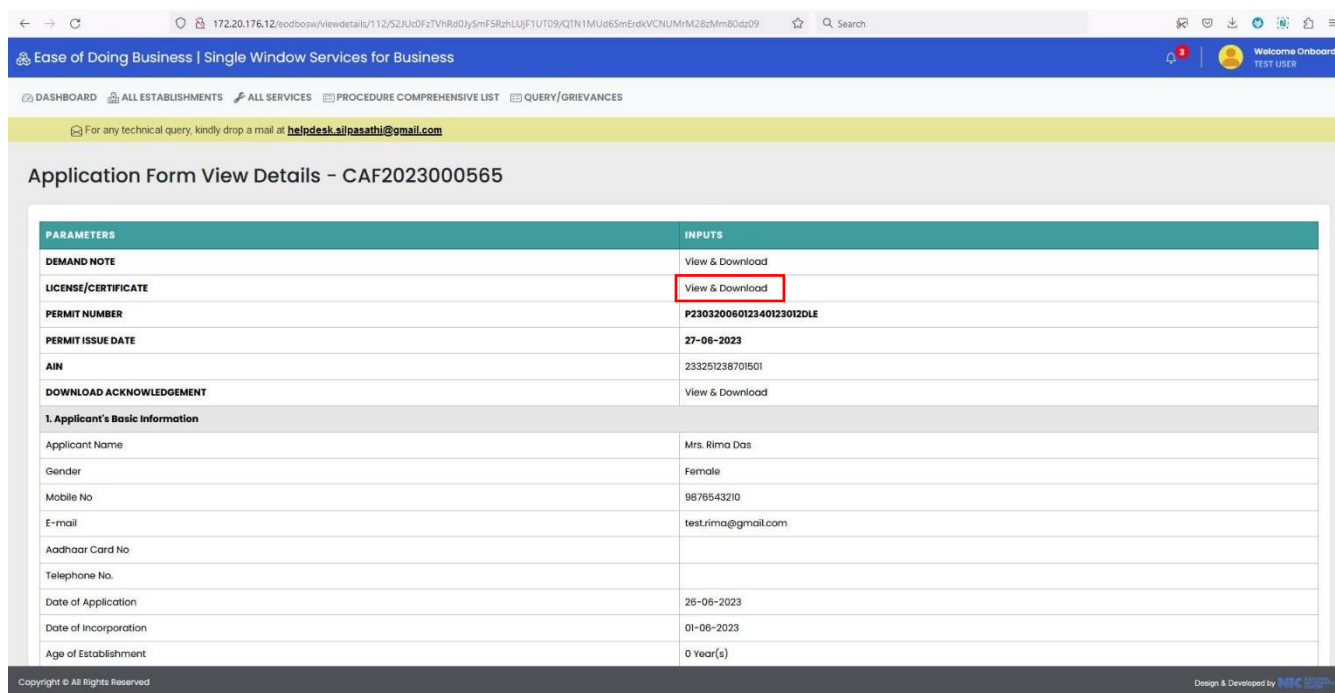 172.20.176.12/eodbosw/viewdetails/112/S2JUc0FzTVhRd0JySmF5RzhLUjF1UT09/QTN1MUd6SmErdkVCNUMrM28zMm80dz09 Search
Ease of Doing Business | Single Window Services for Business 3 Welcome Onboard
TEST USER
DASHBOARD ALL ESTABLISHMENTS ALL SERVICES PROCEDURE COMPREHENSIVE LIST QUERY/GRIEVANCES
For any technical query, kindly drop a mail at helpdesk.silpasathi@gmail.com
Application Form View Details - CAF2023000565
PARAMETERS INPUTS
DEMAND NOTE View & Download
LICENSE/CERTIFICATE View & Download
PERMIT NUMBER P23032006012340123012DLE
PERMIT ISSUE DATE 27-06-2023
AIN 233251238701501
DOWNLOAD ACKNOWLEDGEMENT View & Download
1. Applicant's Basic Information
Applicant Name Mrs. Rima Das
Gender Female
Mobile No 9876543210
E-mail test.rima@gmail.com
Aadhaar Card No
Telephone No.
Date of Application 26-06-2023
Date of Incorporation 01-06-2023
Age of Establishment 0 Year(s)
Copyright © All Rights Reserved Design & Developed by NIC